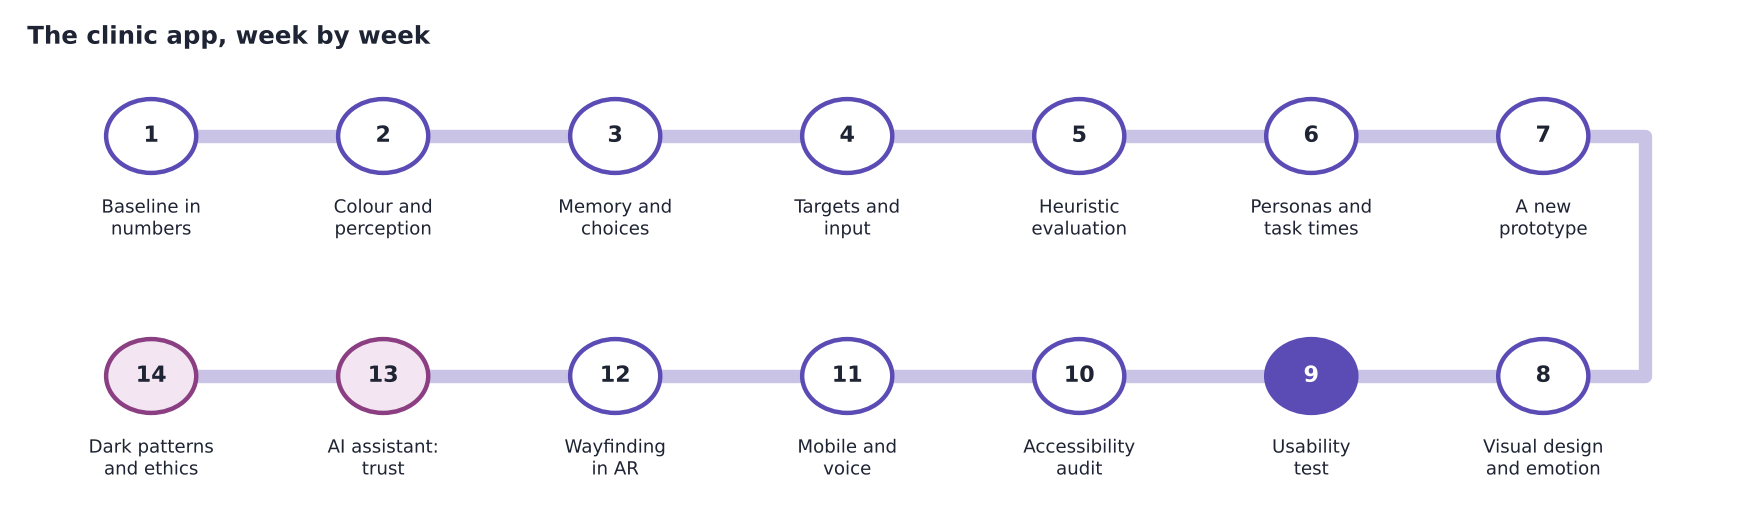 The clinic app, week by week
1
2
3
4
5
6
7
Baseline in
numbers
Colour and
perception
Memory and
choices
Targets and
input
Heuristic
evaluation
Personas and
task times
A new
prototype
14
13
12
11
10
9
8
Dark patterns
and ethics
AI assistant:
trust
Wayfinding
in AR
Mobile and
voice
Accessibility
audit
Usability
test
Visual design
and emotion